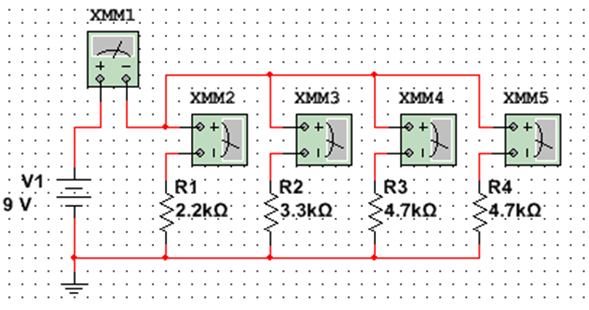 XMM1
XMM2 XMM3 XMM4 XMM5
V1
9 V
R1
2.2kΩ
R2
3.3kΩ
R3
4.7kΩ
R4
4.7kΩ